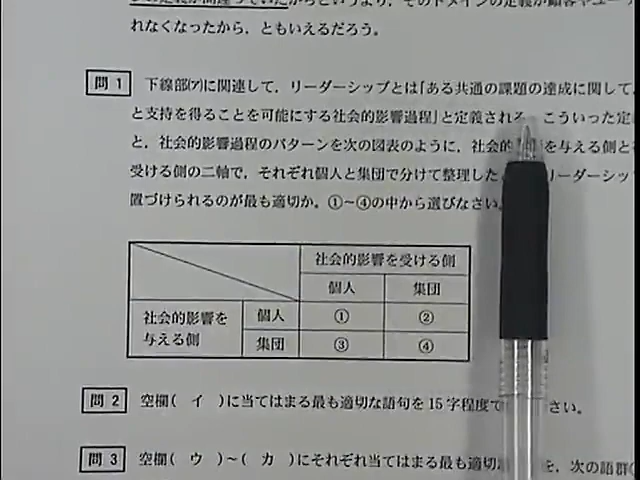 れなくなったから，ともいえるだろう。
問1 下線部(ア)に関連して，リーダーシップとは「ある共通の課題の達成に関して，
と支持を得ることを可能にする社会的影響過程」と定義される。こういった定
と，社会的影響過程のパターンを次の図表のように，社会的 を与える側と
受ける側の二軸で，それぞれ個人と集団で分けて整理した リーダーシッ
置づけられるのが最も適切か。①～④の中から選びなさい。
社会的影響を受ける側
個人 集団
社会的影響を与える側 個人 ① ②
集団 ③ ④
問2 空欄( イ )に当てはまる最も適切な語句を15字程度で さい。
問3 空欄( ウ )～( カ )にそれぞれ当てはまる最も適切 を，次の語群